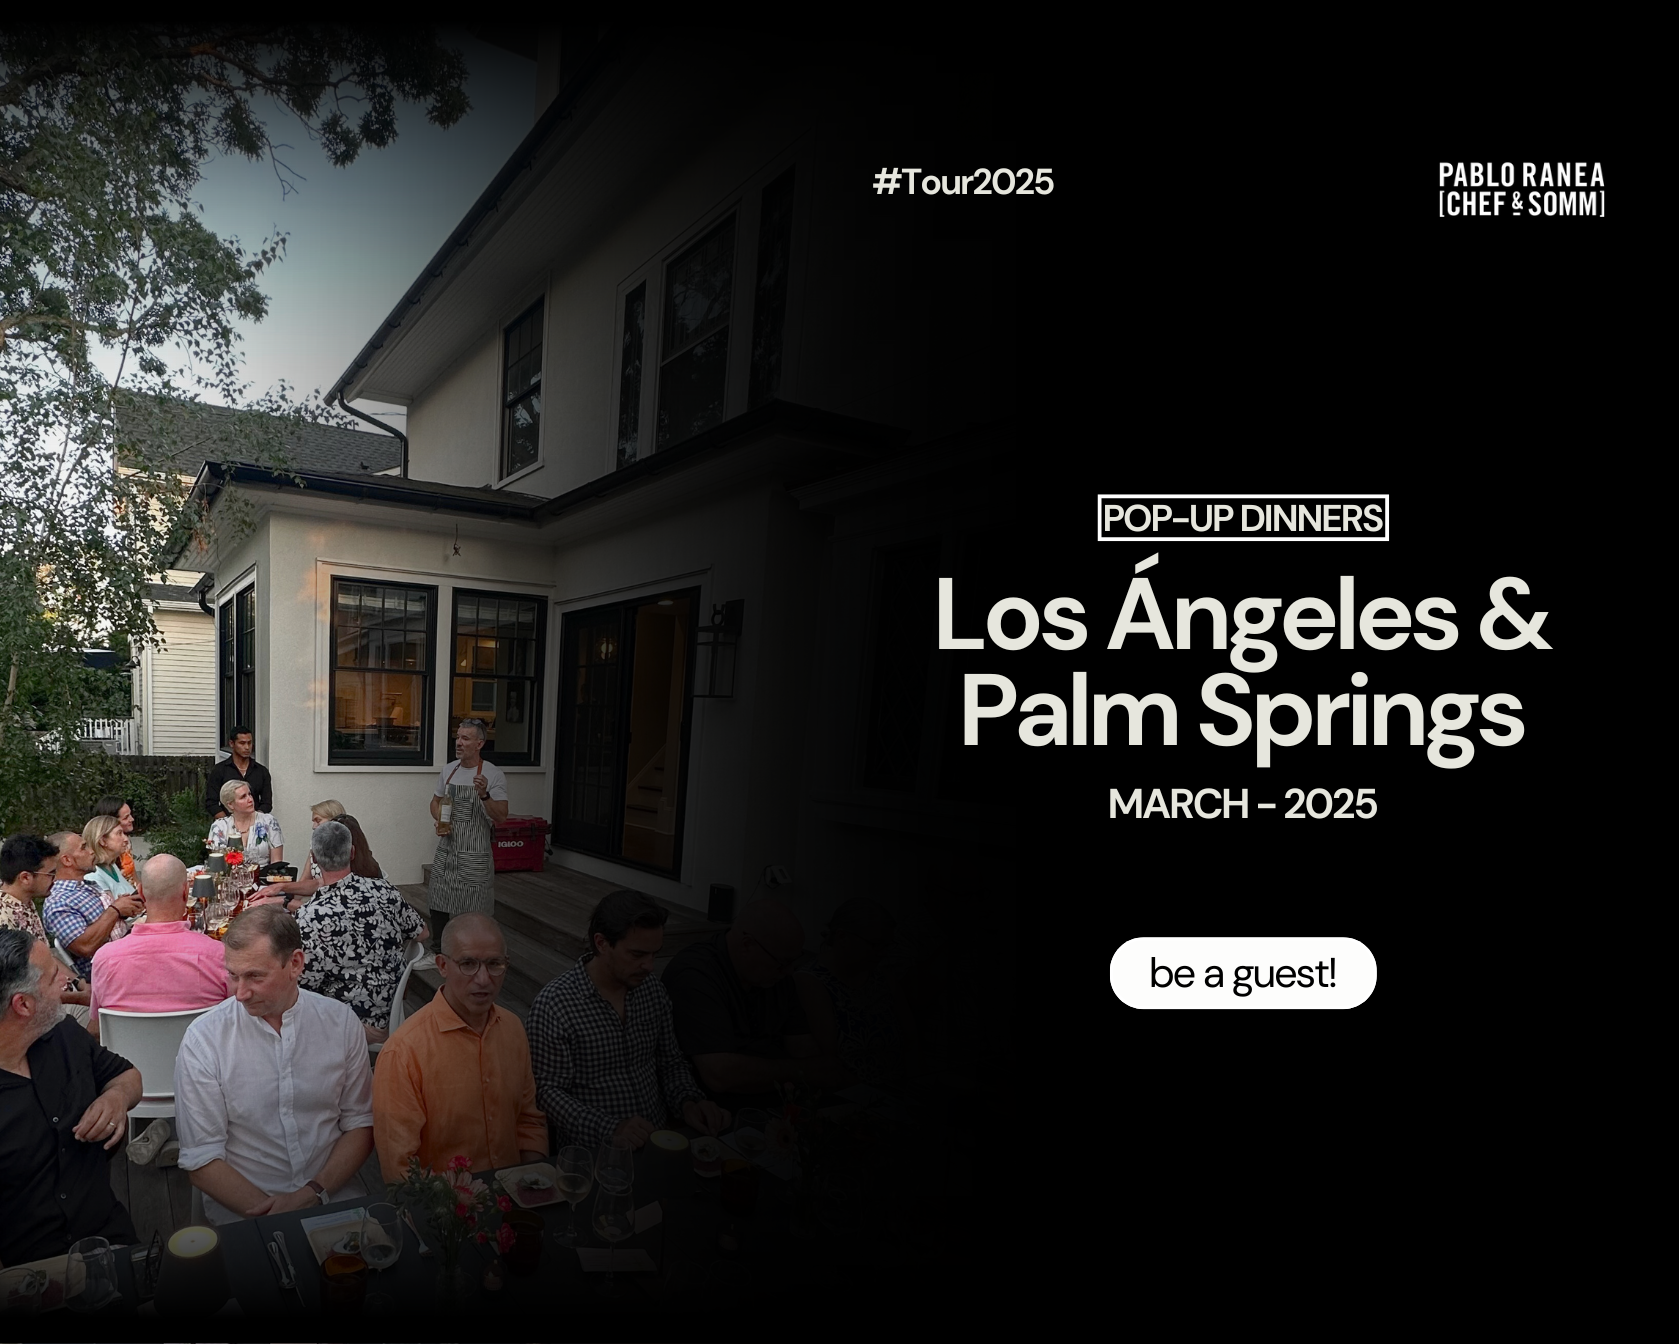 #Tour2025
PABLO RANEA
[CHEF & SOMM]
POP-UP DINNERS
Los Ángeles &
Palm Springs
MARCH - 2025
be a guest!
IGLOO